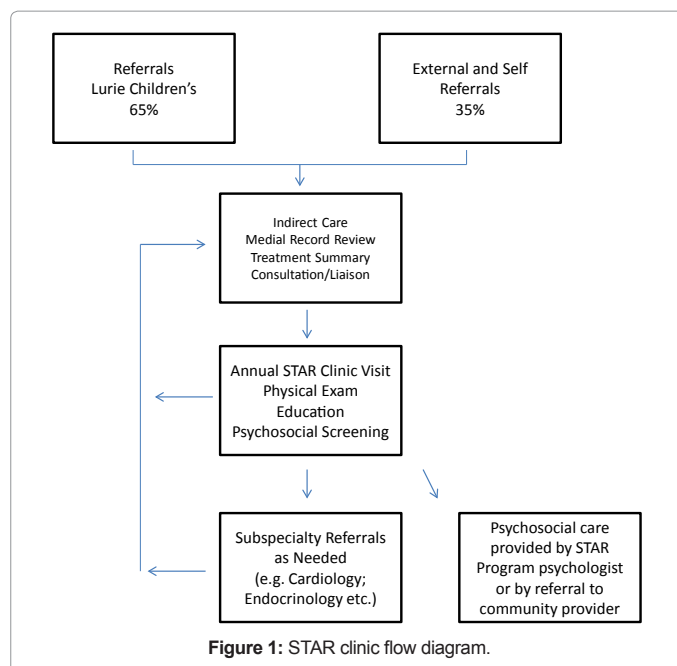 Referrals
Lurie Children's
65%
External and Self
Referrals
35%
Indirect Care
Medial Record Review
Treatment Summary
Consultation/Liaison
Annual STAR Clinic Visit
Physical Exam
Education
Psychosocial Screening
Subspecialty Referrals
as Needed
(e.g. Cardiology;
Endocrinology etc.)
Psychosocial care
provided by STAR
Program psychologist
or by referral to
community provider
Figure 1: STAR clinic flow diagram.